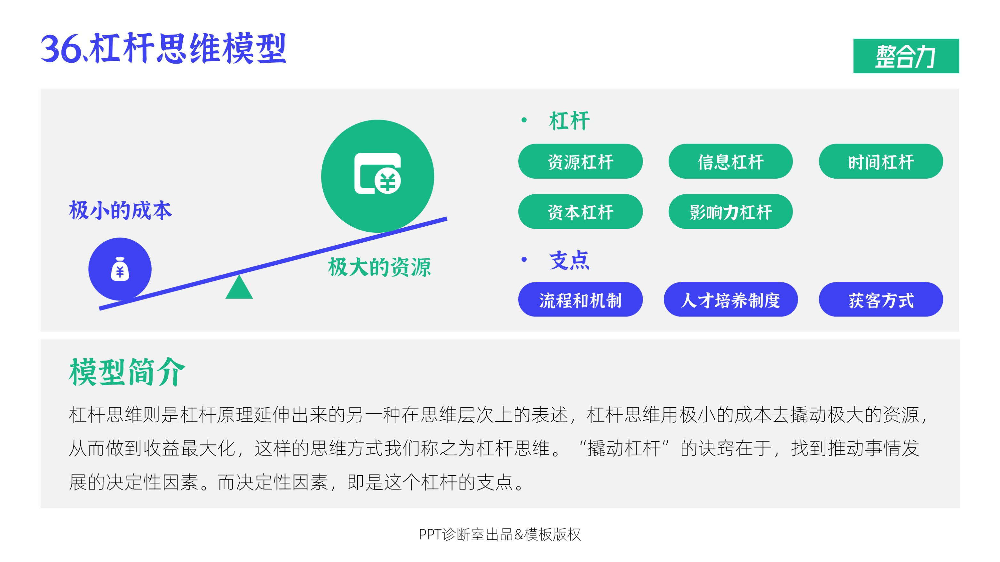 36.杠杆思维模型
整合力
极小的成本
极大的资源
• 杠杆
资源杠杆 信息杠杆 时间杠杆
资本杠杆 影响力杠杆
• 支点
流程和机制 人才培养制度 获客方式
模型简介
杠杆思维则是杠杆原理延伸出来的另一种在思维层次上的表述，杠杆思维用极小的成本去撬动极大的资源，
从而做到收益最大化，这样的思维方式我们称之为杠杆思维。“撬动杠杆”的诀窍在于，找到推动事情发
展的决定性因素。而决定性因素，即是这个杠杆的支点。
PPT诊断室出品&模板版权